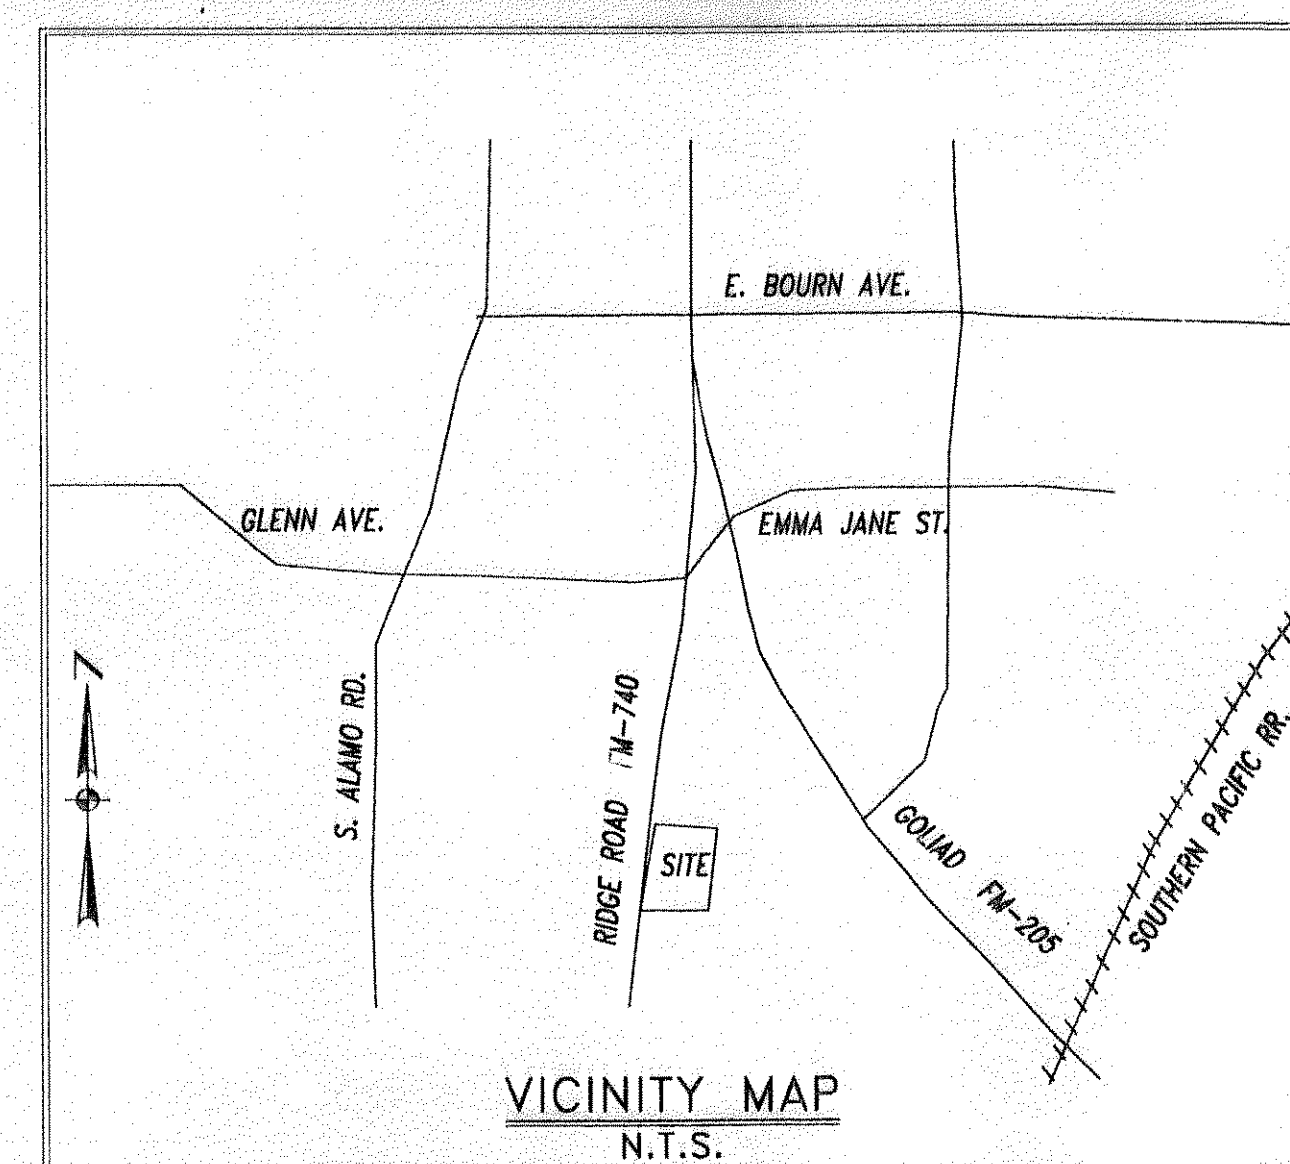 E. BOURN AVE.
GLENN AVE.
EMMA JANE ST.
S. ALAMO RD.
RIDGE ROAD FM-740
SITE
GOLIAD FM-205
SOUTHERN PACIFIC RR.
VICINITY MAP
N.T.S.